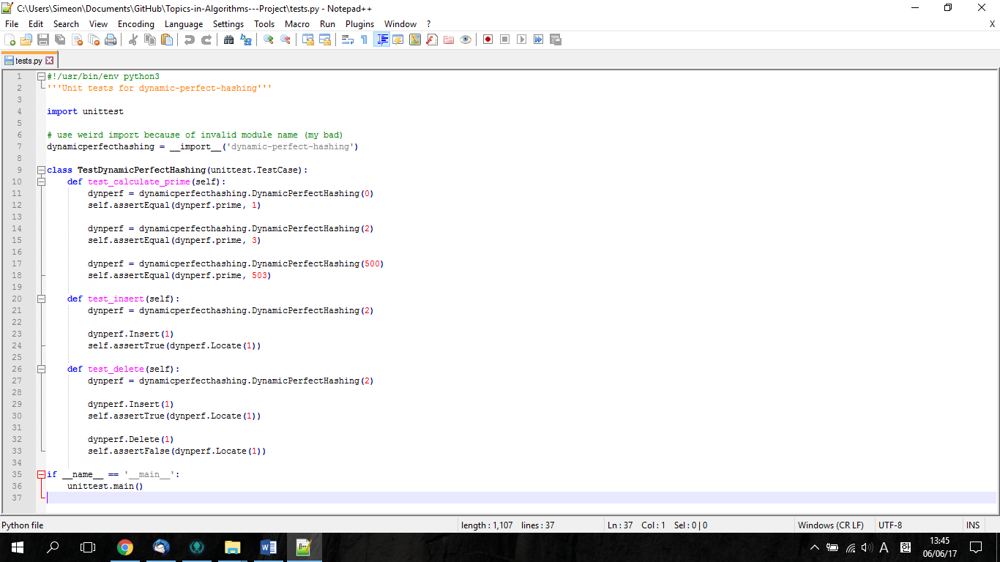 C:\Users\Simeon\Documents\GitHub\Topics-in-Algorithms---Project\tests.py - Notepad++
File Edit Search View Encoding Language Settings Tools Macro Run Plugins Window ? X
tests.py
1 #!/usr/bin/env python3
2 '''Unit tests for dynamic-perfect-hashing'''
3
4 import unittest
5
6 # use weird import because of invalid module name (my bad)
7 dynamicperfecthashing = __import__('dynamic-perfect-hashing')
8
9 class TestDynamicPerfectHashing(unittest.TestCase):
10     def test_calculate_prime(self):
11         dynperf = dynamicperfecthashing.DynamicPerfectHashing(0)
12         self.assertEqual(dynperf.prime, 1)
13
14         dynperf = dynamicperfecthashing.DynamicPerfectHashing(2)
15         self.assertEqual(dynperf.prime, 3)
16
17         dynperf = dynamicperfecthashing.DynamicPerfectHashing(500)
18         self.assertEqual(dynperf.prime, 503)
19
20     def test_insert(self):
21         dynperf = dynamicperfecthashing.DynamicPerfectHashing(2)
22
23         dynperf.Insert(1)
24         self.assertTrue(dynperf.Locate(1))
25
26     def test_delete(self):
27         dynperf = dynamicperfecthashing.DynamicPerfectHashing(2)
28
29         dynperf.Insert(1)
30         self.assertTrue(dynperf.Locate(1))
31
32         dynperf.Delete(1)
33         self.assertFalse(dynperf.Locate(1))
34
35 if __name__ == '__main__':
36     unittest.main()
37
Python file length : 1,107 lines : 37 Ln : 37 Col : 1 Sel : 0 | 0 Windows (CR LF) UTF-8 INS
A 한 13:45
06/06/17